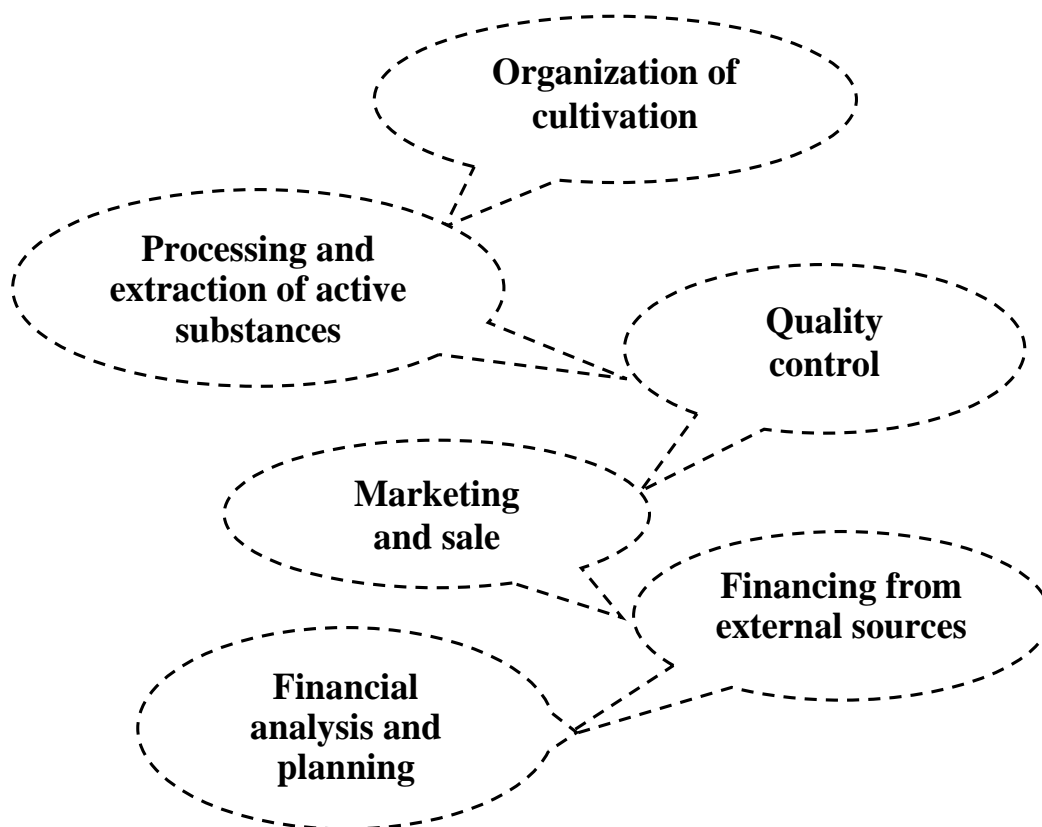 Organization of
cultivation
Processing and
extraction of active
substances
Quality
control
Marketing
and sale
Financing from
external sources
Financial
analysis and
planning